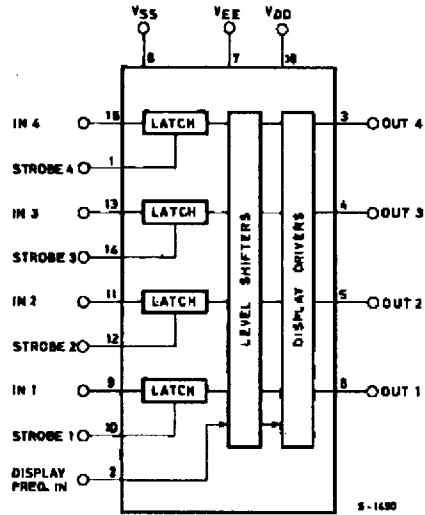 VSS VEE VDD
8 7 16
IN 4 15 LATCH 3 OUT 4
STROBE 4 1
IN 3 13 LATCH 4 OUT 3
STROBE 3 14
IN 2 11 LATCH 5 OUT 2
STROBE 2 12
IN 1 9 LATCH 6 OUT 1
STROBE 1 10
DISPLAY
FREQ. IN 2
LEVEL SHIFTERS
DISPLAY DRIVERS
S-1450